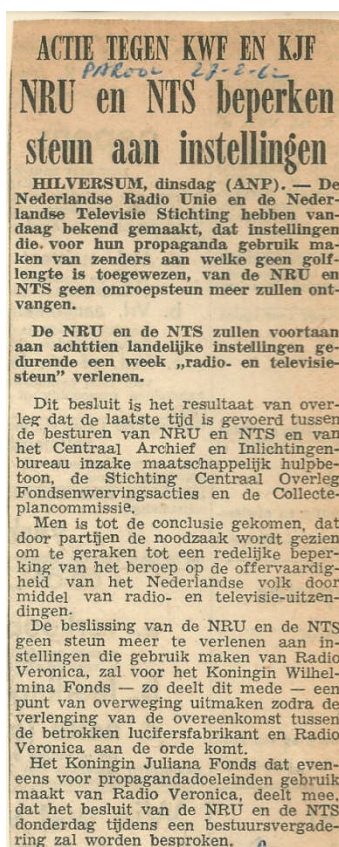 ACTIE TEGEN KWF EN KJF
PAROOL 27-2-62
NRU en NTS beperken
steun aan instellingen
HILVERSUM, dinsdag (ANP). — De
Nederlandse Radio Unie en de Neder-
landse Televisie Stichting hebben van-
daag bekend gemaakt, dat instellingen
die voor hun propaganda gebruik ma-
ken van zenders aan welke geen golf-
lengte is toegewezen, van de NRU en
NTS geen omroepsteun meer zullen ont-
vangen.
De NRU en de NTS zullen voortaan
aan achttien landelijke instellingen ge-
durende een week „radio- en televisie-
steun” verlenen.
Dit besluit is het resultaat van over-
leg dat de laatste tijd is gevoerd tussen
de besturen van NRU en NTS en van
het Centraal Archief en Inlichtingen-
bureau inzake maatschappelijk hulpbe-
toon, de Stichting Centraal Overleg
Fondsenwervingsacties en de Collecte-
plancommissie.
Men is tot de conclusie gekomen, dat
door partijen de noodzaak wordt gezien
om te geraken tot een redelijke beper-
king van het beroep op de offervaardig-
heid van het Nederlandse volk door
middel van radio- en televisie-uitzen-
dingen.
De beslissing van de NRU en de NTS
geen steun meer te verlenen aan in-
stellingen die gebruik maken van Radio
Veronica, zal voor het Koningin Wilhel-
mina Fonds — zo deelt dit mede — een
punt van overweging uitmaken zodra de
verlenging van de overeenkomst tussen
de betrokken lucifersfabrikant en Radio
Veronica aan de orde komt.
Het Koningin Juliana Fonds dat even-
eens voor propagandadoeleinden gebruik
maakt van Radio Veronica, deelt mee,
dat het besluit van de NRU en de NTS
donderdag tijdens een bestuursvergade-
ring zal worden besproken.